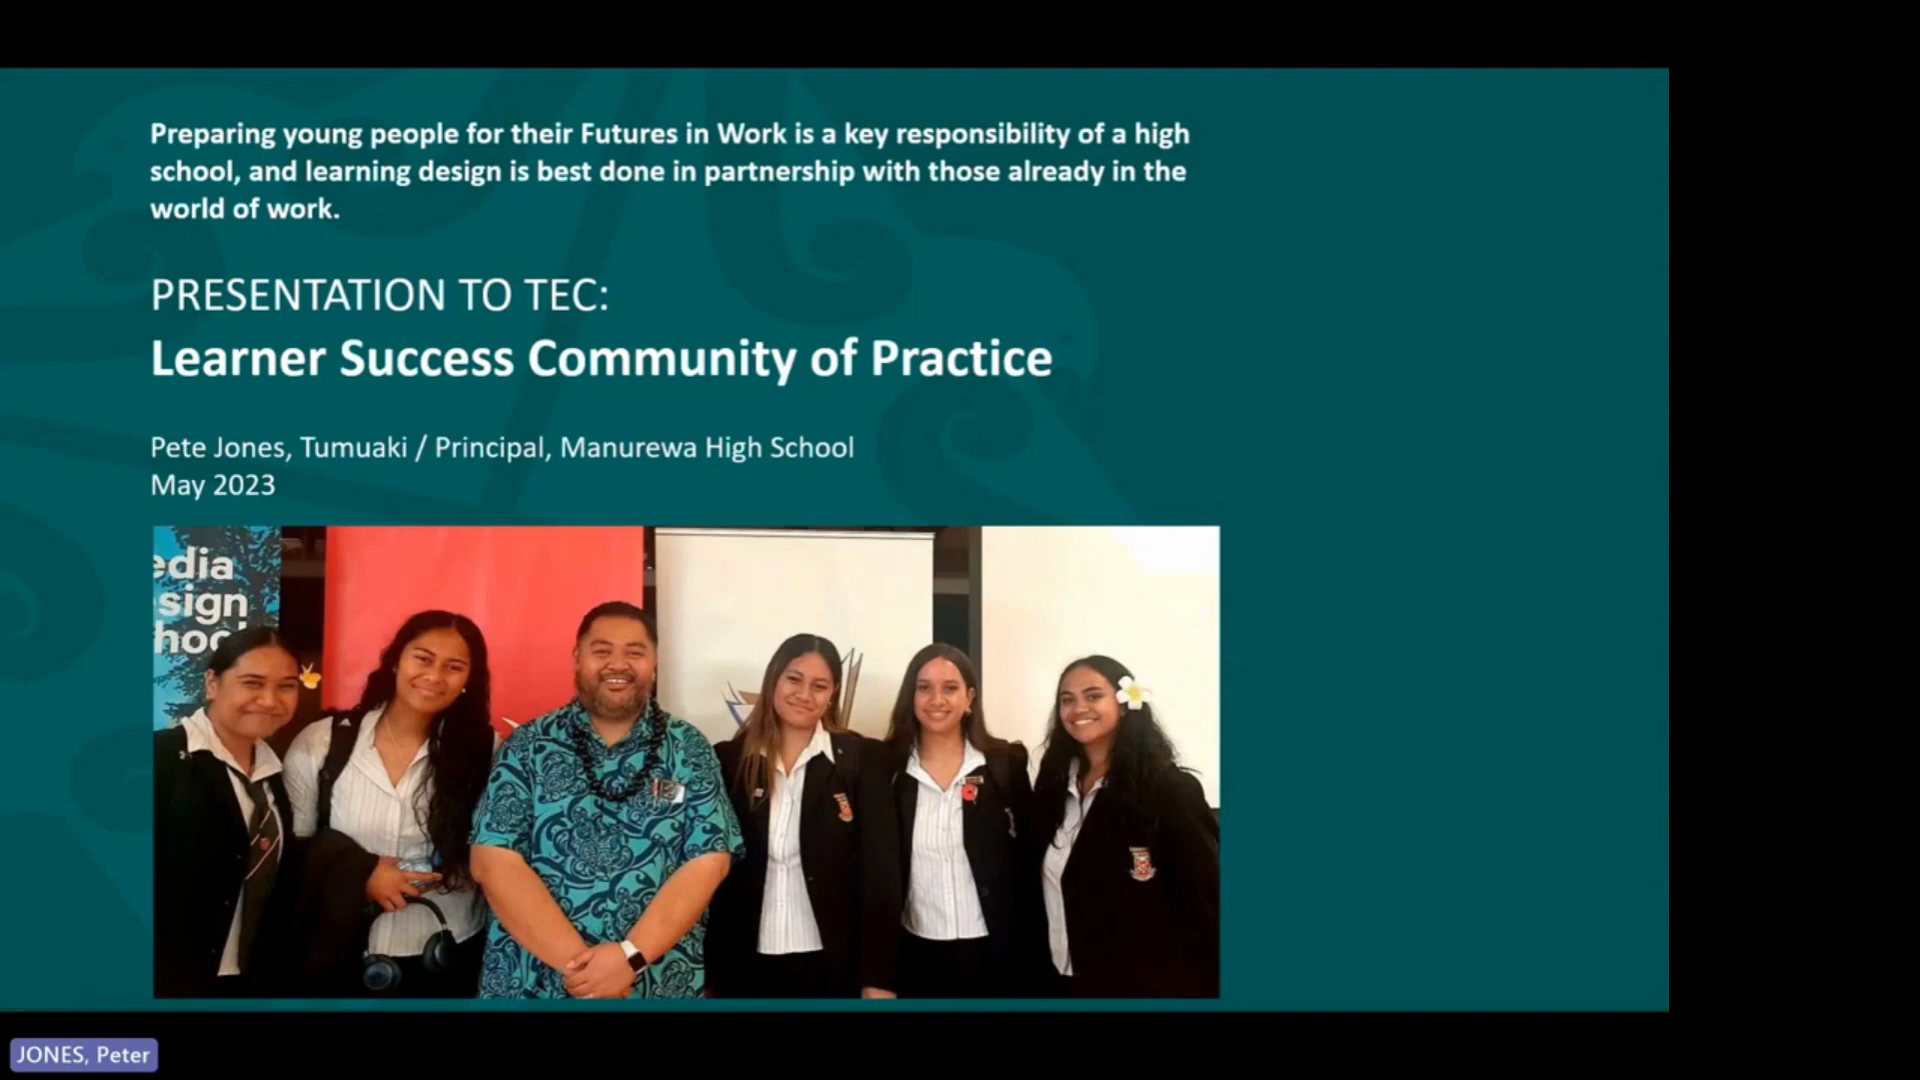 Preparing young people for their Futures in Work is a key responsibility of a high
school, and learning design is best done in partnership with those already in the
world of work.
PRESENTATION TO TEC:
Learner Success Community of Practice
Pete Jones, Tumuaki / Principal, Manurewa High School
May 2023
edia
sign
hool
JONES, Peter